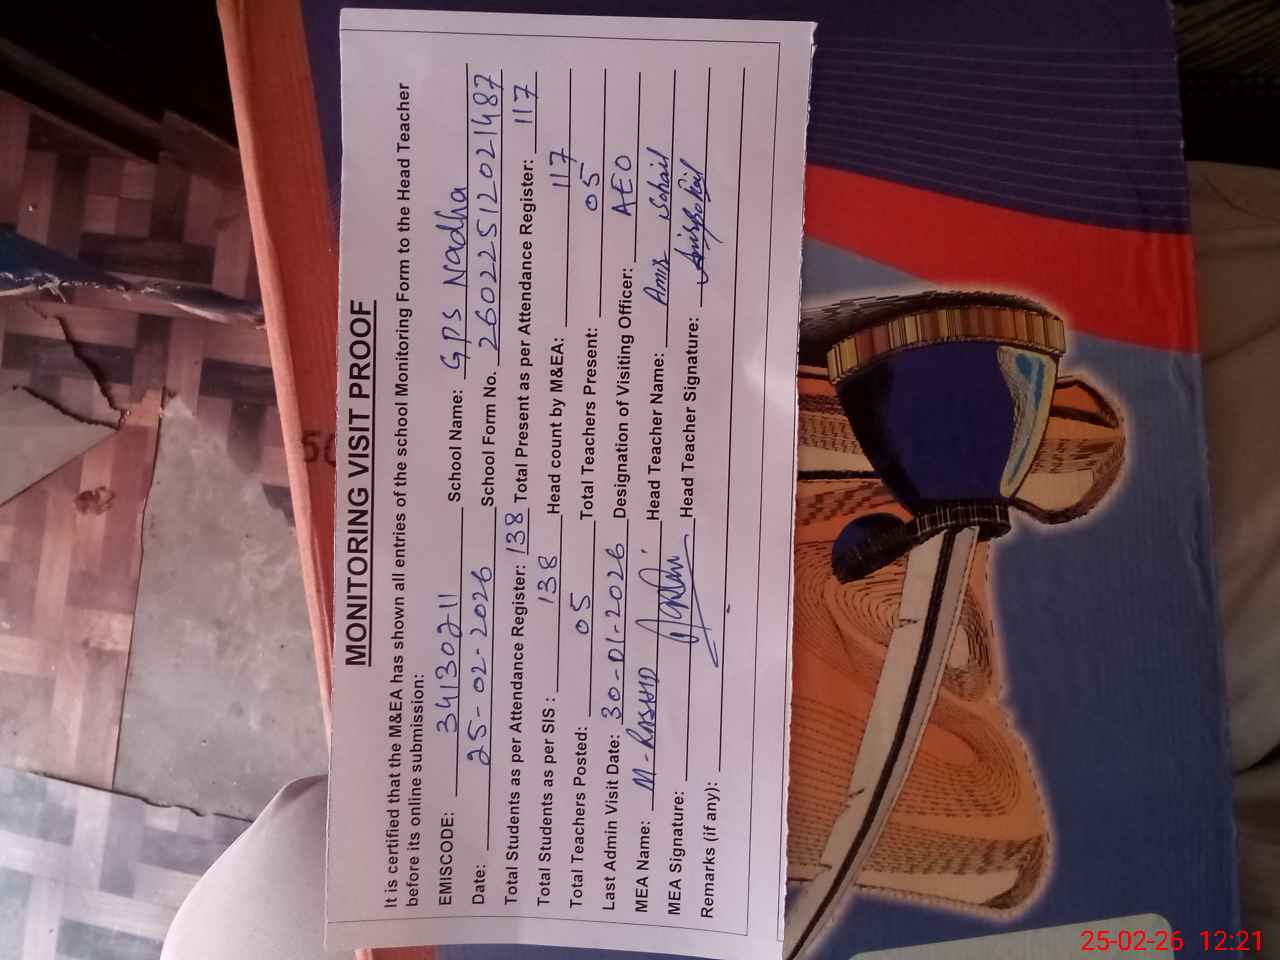 MONITORING VISIT PROOF
It is certified that the M&EA has shown all entries of the school Monitoring Form to the Head Teacher
before its online submission:
EMISCODE: 34130211 School Name: GPS Nadha
Date: 25-02-2026 School Form No. 26022512021487
Total Students as per Attendance Register: 138 Total Present as per Attendance Register: 117
Total Students as per SIS: 138 Head count by M&EA: 117
Total Teachers Posted: 05 Total Teachers Present: 05
Last Admin Visit Date: 30-01-2026 Designation of Visiting Officer: AEO
MEA Name: M-RASHID Head Teacher Name: Amir Sohail
MEA Signature: Head Teacher Signature: Amir Sohail
Remarks (if any): -
50
25-02-26 12:21